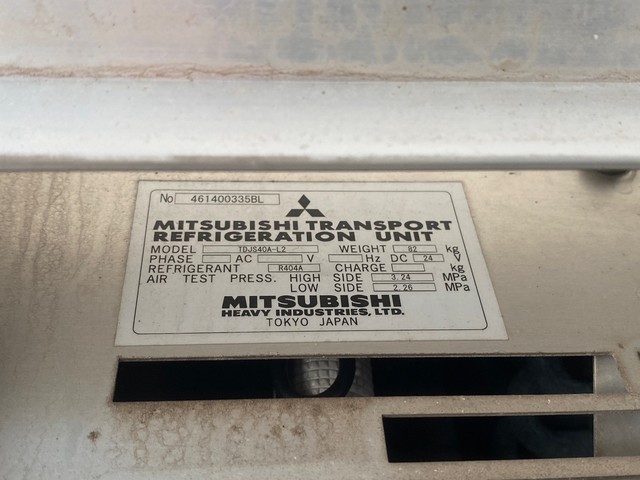 No 461400335BL
MITSUBISHI TRANSPORT
REFRIGERATION UNIT
MODEL TDJS40A-L2 WEIGHT 82 kg
PHASE AC V Hz DC 24 V
REFRIGERANT R404A CHARGE kg
AIR TEST PRESS. HIGH SIDE 3.24 MPa
LOW SIDE 2.26 MPa
MITSUBISHI
HEAVY INDUSTRIES, LTD.
TOKYO JAPAN